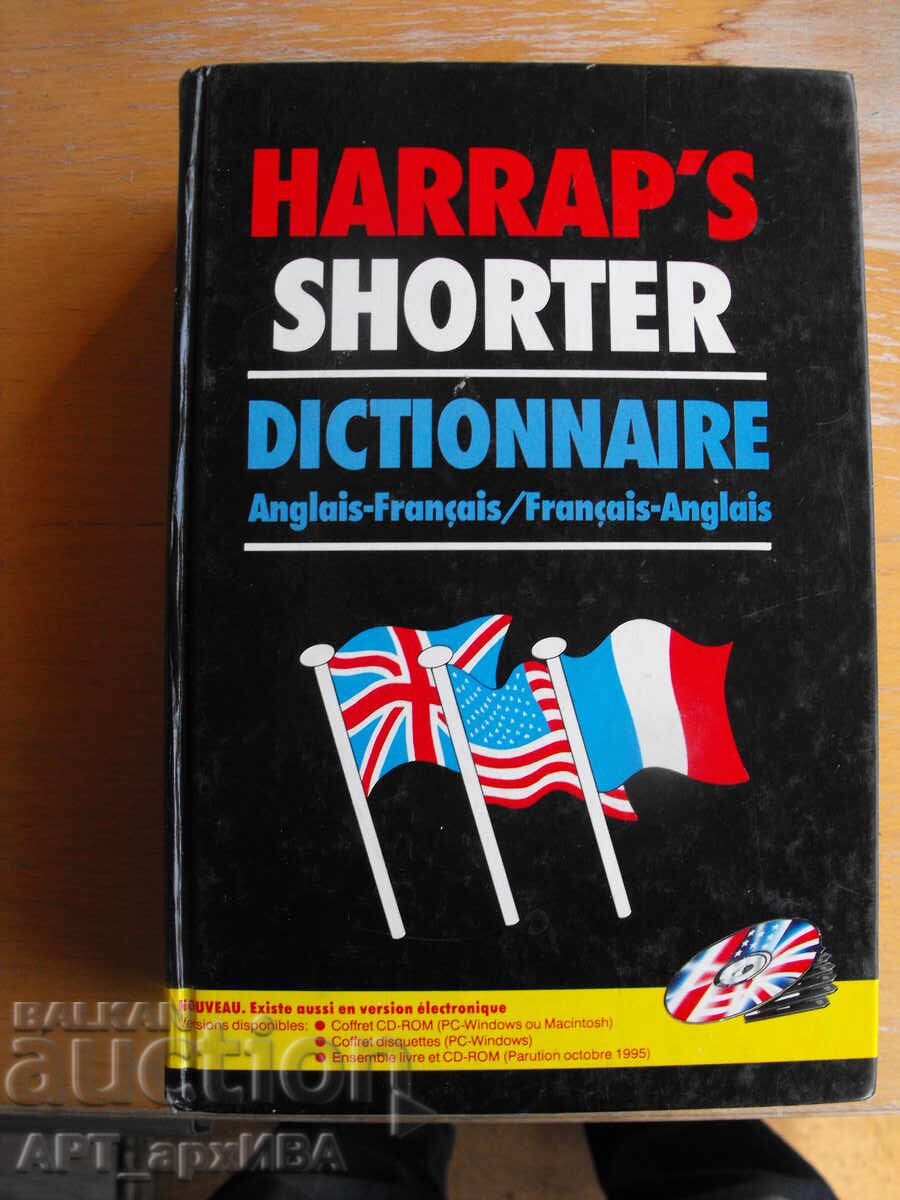 HARRAP'S
SHORTER
DICTIONNAIRE
Anglais-Français/Français-Anglais
NOUVEAU. Existe aussi en version électronique
Versions disponibles: ● Coffret CD-ROM (PC-Windows ou Macintosh)
● Coffret disquettes (PC-Windows)
● Ensemble livre et CD-ROM (Parution octobre 1995)
BALKAN
auction
АРТ_архИВА